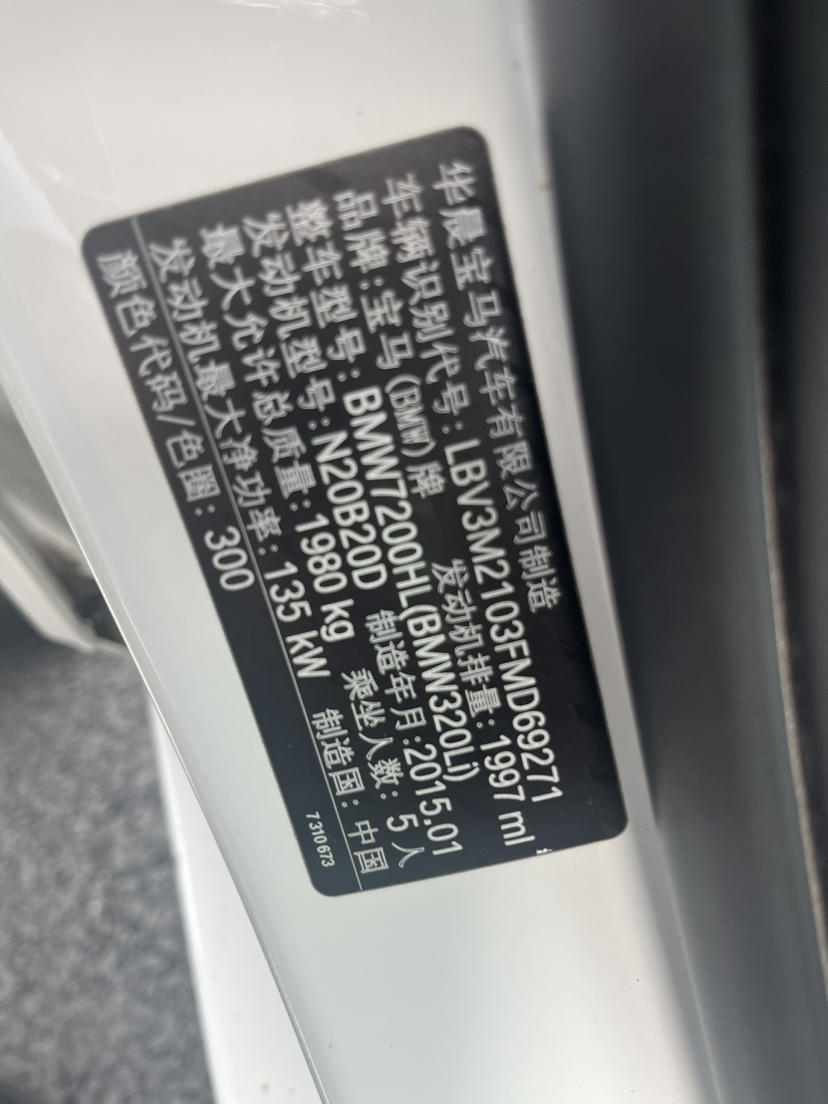 华晨宝马汽车有限公司制造
车辆识别代号：LBV3M2103FMD69271
品牌：宝马（BMW）牌 发动机排量：1997 ml
整车型号：BMW7200HL(BMW320Li)
发动机型号：N20B20D 制造年月：2015.01
最大允许总质量：1980 kg 乘坐人数：5 人
发动机最大净功率：135 kW 制造国：中国
颜色代码/色圈：300
7 310 673